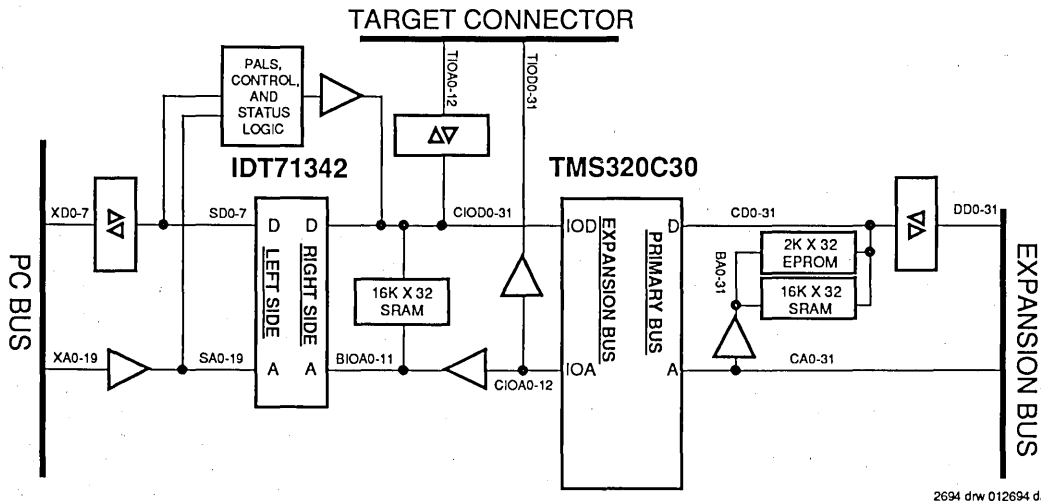 TARGET CONNECTOR
TIOA0-12
TIOD0-31
PALS,
CONTROL,
AND
STATUS
LOGIC
IDT71342
TMS320C30
XD0-7
SD0-7
D
D
CIOD0-31
IOD
D
CD0-31
DD0-31
LEFT SIDE
RIGHT SIDE
EXPANSION BUS
PRIMARY BUS
BA0-31
2K X 32
EPROM
16K X 32
SRAM
16K X 32
SRAM
PC BUS
EXPANSION BUS
XA0-19
SA0-19
A
A
BIOA0-11
CIOA0-12
IOA
A
CA0-31
2694 drw 012694 d